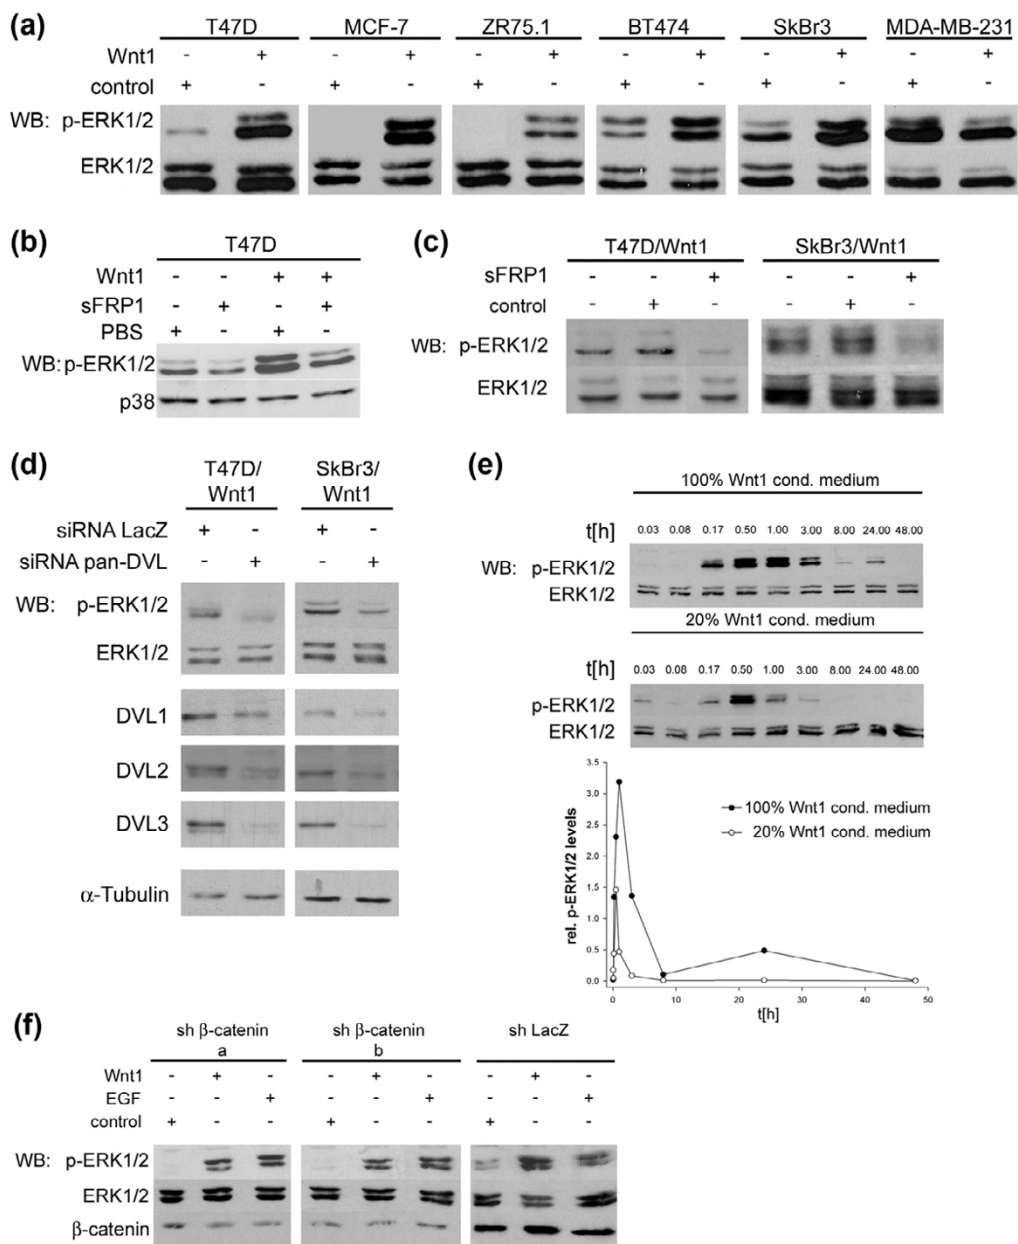 (a)
T47D MCF-7 ZR75.1 BT474 SkBr3 MDA-MB-231
Wnt1 - + - + - + - + - + - +
control + - + - + - + - + - + -
WB: p-ERK1/2
ERK1/2
(b)
T47D
Wnt1 - - + +
sFRP1 - + - +
PBS + - + -
WB: p-ERK1/2
p38
(c)
T47D/Wnt1 SkBr3/Wnt1
sFRP1 - - + - - +
control - + - - + -
WB: p-ERK1/2
ERK1/2
(d)
T47D/ SkBr3/
Wnt1 Wnt1
siRNA LacZ + - + -
siRNA pan-DVL - + - +
WB: p-ERK1/2
ERK1/2
DVL1
DVL2
DVL3
α-Tubulin
(e)
100% Wnt1 cond. medium
t[h] 0.03 0.08 0.17 0.50 1.00 3.00 8.00 24.00 48.00
WB: p-ERK1/2
ERK1/2
20% Wnt1 cond. medium
t[h] 0.03 0.08 0.17 0.50 1.00 3.00 8.00 24.00 48.00
p-ERK1/2
ERK1/2
rel. p-ERK1/2 levels
3.5
3.0
2.5
2.0
1.5
1.0
0.5
0.0
100% Wnt1 cond. medium
20% Wnt1 cond. medium
0 10 20 30 40 50
t[h]
(f)
sh β-catenin sh β-catenin sh LacZ
a b
Wnt1 - + - - + - - + -
EGF - - + - - + - - +
control + - - + - - + - -
WB: p-ERK1/2
ERK1/2
β-catenin